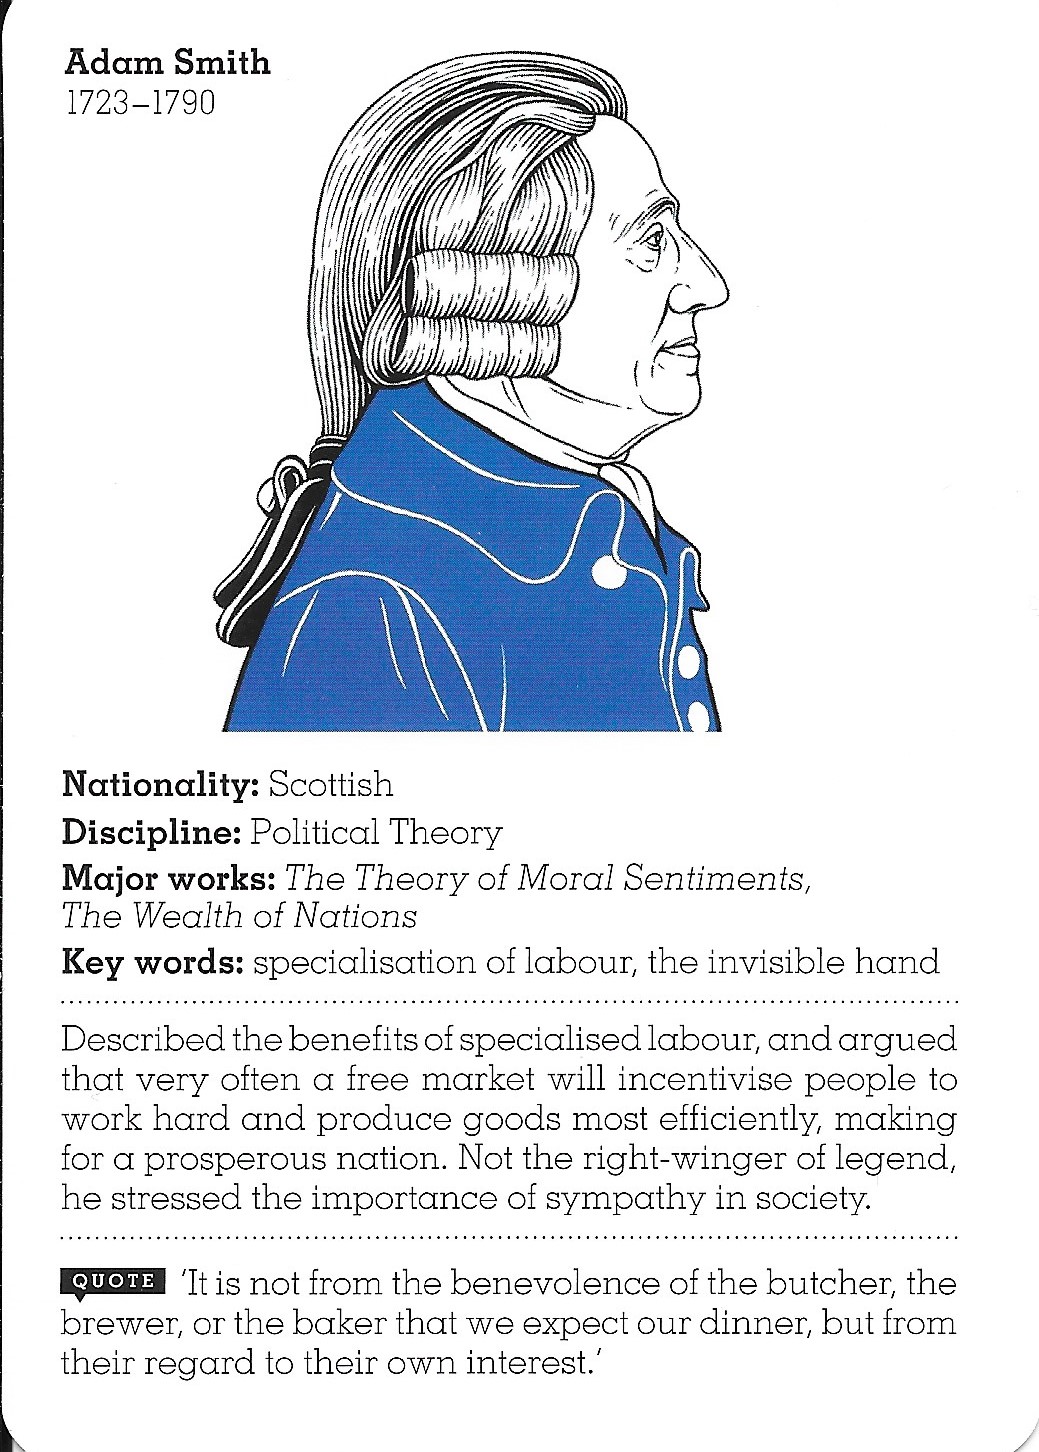 Adam Smith
1723–1790
Nationality: Scottish
Discipline: Political Theory
Major works: The Theory of Moral Sentiments,
The Wealth of Nations
Key words: specialisation of labour, the invisible hand
Described the benefits of specialised labour, and argued
that very often a free market will incentivise people to
work hard and produce goods most efficiently, making
for a prosperous nation. Not the right-winger of legend,
he stressed the importance of sympathy in society.
QUOTE 'It is not from the benevolence of the butcher, the
brewer, or the baker that we expect our dinner, but from
their regard to their own interest.'